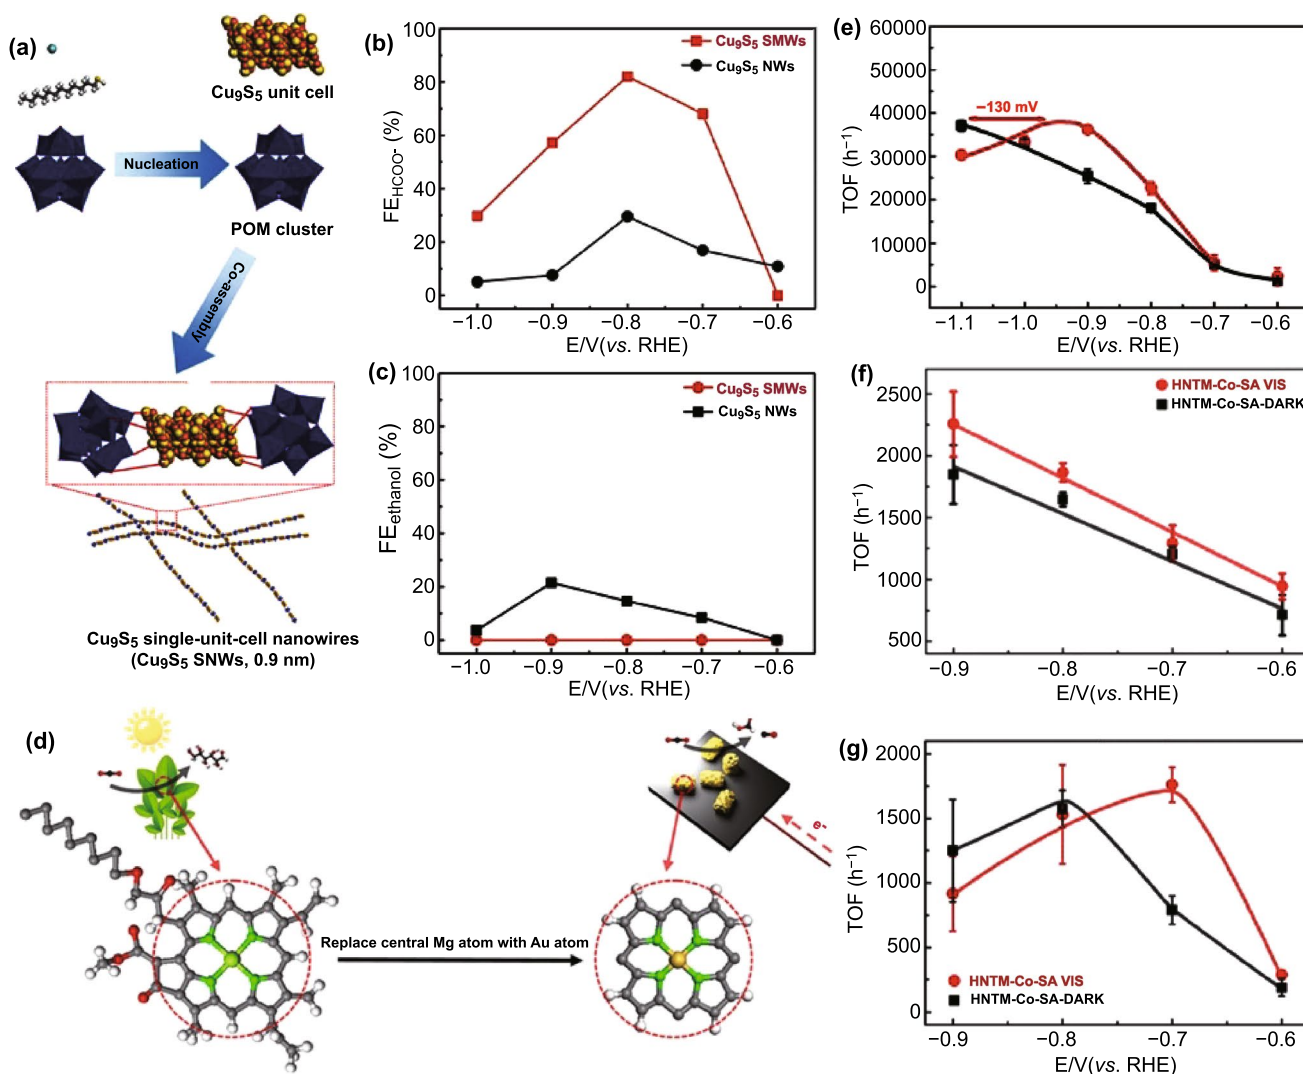 (a)
Cu9S5 unit cell
Nucleation
POM cluster
Co-assembly
Cu9S5 single-unit-cell nanowires
(Cu9S5 SNWs, 0.9 nm)
(b)
100
80
60
40
20
0
FEHCOO- (%)
Cu9S5 SMWs
Cu9S5 NWs
−1.0 −0.9 −0.8 −0.7 −0.6
E/V(vs. RHE)
(c)
100
80
60
40
20
0
FEethanol (%)
Cu9S5 SMWs
Cu9S5 NWs
−1.0 −0.9 −0.8 −0.7 −0.6
E/V(vs. RHE)
(d)
Replace central Mg atom with Au atom
e-
(e)
60000
50000
40000
30000
20000
10000
0
TOF (h−1)
−130 mV
−1.1 −1.0 −0.9 −0.8 −0.7 −0.6
E/V(vs. RHE)
(f)
2500
2000
1500
1000
500
TOF (h−1)
HNTM-Co-SA VIS
HNTM-Co-SA-DARK
−0.9 −0.8 −0.7 −0.6
E/V(vs. RHE)
(g)
2000
1500
1000
500
0
TOF (h−1)
HNTM-Co-SA VIS
HNTM-Co-SA-DARK
−0.9 −0.8 −0.7 −0.6
E/V(vs. RHE)